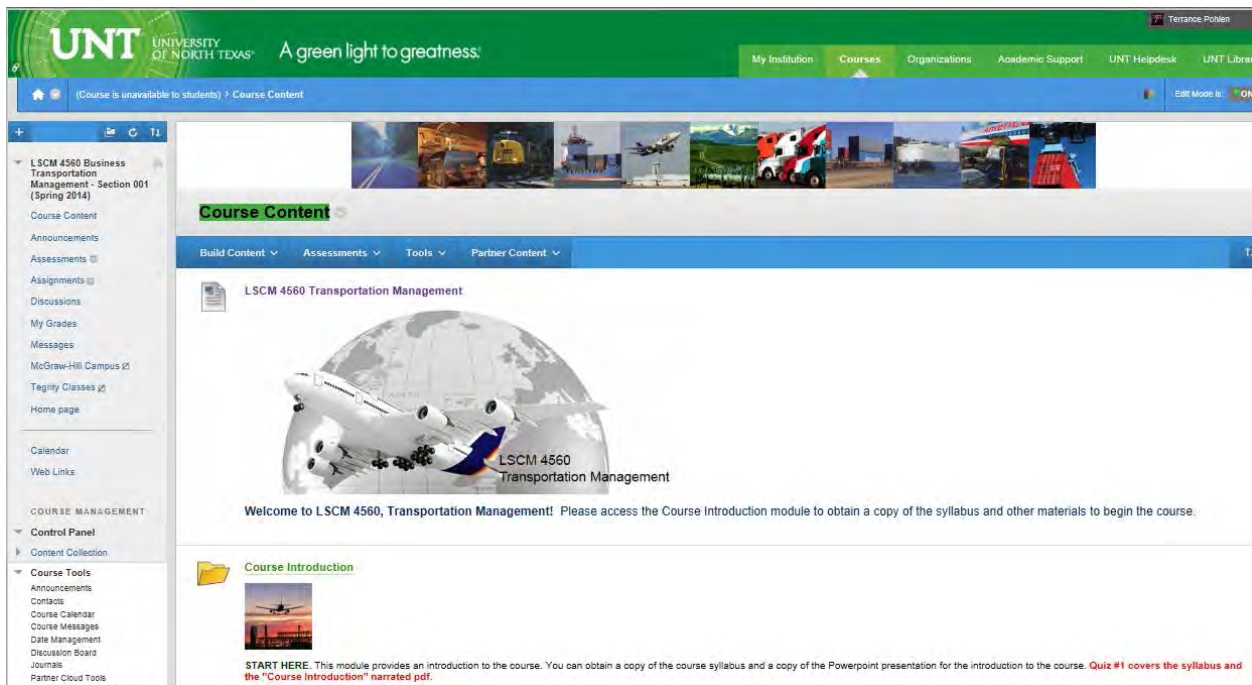 Terrance Pohlen
UNT UNIVERSITY OF NORTH TEXAS
A green light to greatness.
My Institution Courses Organizations Academic Support UNT Helpdesk UNT Librar
(Course is unavailable to students) > Course Content
Edit Mode is: ON
LSCM 4560 Business
Transportation
Management - Section 001
(Spring 2014)
Course Content
Announcements
Assessments
Assignments
Discussions
My Grades
Messages
McGraw-Hill Campus
Tegrity Classes
Home page
Calendar
Web Links
COURSE MANAGEMENT
Control Panel
Content Collection
Course Tools
Announcements
Contacts
Course Calendar
Course Messages
Date Management
Discussion Board
Journals
Partner Cloud Tools
Course Content
Build Content Assessments Tools Partner Content
LSCM 4560 Transportation Management
LSCM 4560
Transportation Management
Welcome to LSCM 4560, Transportation Management! Please access the Course Introduction module to obtain a copy of the syllabus and other materials to begin the course.
Course Introduction
START HERE. This module provides an introduction to the course. You can obtain a copy of the course syllabus and a copy of the Powerpoint presentation for the introduction to the course. Quiz #1 covers the syllabus and
the "Course Introduction" narrated pdf.